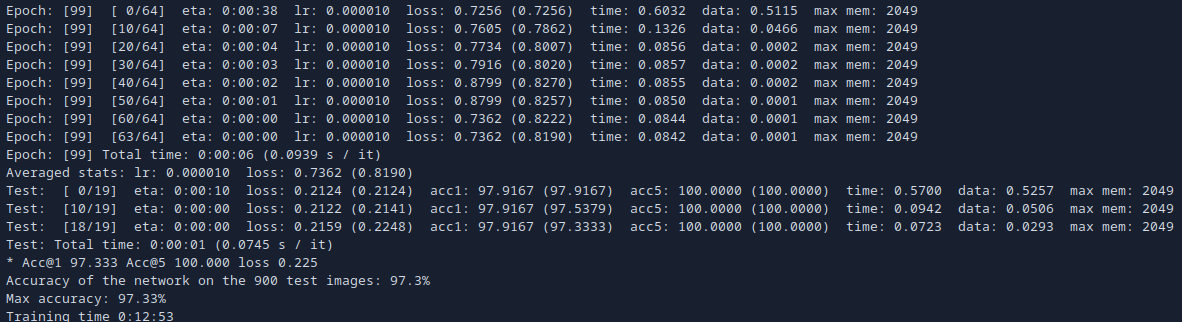 Epoch: [99]  [ 0/64]  eta: 0:00:38  lr: 0.000010  loss: 0.7256 (0.7256)  time: 0.6032  data: 0.5115  max mem: 2049
Epoch: [99]  [10/64]  eta: 0:00:07  lr: 0.000010  loss: 0.7605 (0.7862)  time: 0.1326  data: 0.0466  max mem: 2049
Epoch: [99]  [20/64]  eta: 0:00:04  lr: 0.000010  loss: 0.7734 (0.8007)  time: 0.0856  data: 0.0002  max mem: 2049
Epoch: [99]  [30/64]  eta: 0:00:03  lr: 0.000010  loss: 0.7916 (0.8020)  time: 0.0857  data: 0.0002  max mem: 2049
Epoch: [99]  [40/64]  eta: 0:00:02  lr: 0.000010  loss: 0.8799 (0.8270)  time: 0.0855  data: 0.0002  max mem: 2049
Epoch: [99]  [50/64]  eta: 0:00:01  lr: 0.000010  loss: 0.8799 (0.8257)  time: 0.0850  data: 0.0001  max mem: 2049
Epoch: [99]  [60/64]  eta: 0:00:00  lr: 0.000010  loss: 0.7362 (0.8222)  time: 0.0844  data: 0.0001  max mem: 2049
Epoch: [99]  [63/64]  eta: 0:00:00  lr: 0.000010  loss: 0.7362 (0.8190)  time: 0.0842  data: 0.0001  max mem: 2049
Epoch: [99] Total time: 0:00:06 (0.0939 s / it)
Averaged stats: lr: 0.000010  loss: 0.7362 (0.8190)
Test:  [ 0/19]  eta: 0:00:10  loss: 0.2124 (0.2124)  acc1: 97.9167 (97.9167)  acc5: 100.0000 (100.0000)  time: 0.5700  data: 0.5257  max mem: 2049
Test:  [10/19]  eta: 0:00:00  loss: 0.2122 (0.2141)  acc1: 97.9167 (97.5379)  acc5: 100.0000 (100.0000)  time: 0.0942  data: 0.0506  max mem: 2049
Test:  [18/19]  eta: 0:00:00  loss: 0.2159 (0.2248)  acc1: 97.9167 (97.3333)  acc5: 100.0000 (100.0000)  time: 0.0723  data: 0.0293  max mem: 2049
Test: Total time: 0:00:01 (0.0745 s / it)
* Acc@1 97.333 Acc@5 100.000 loss 0.225
Accuracy of the network on the 900 test images: 97.3%
Max accuracy: 97.33%
Training time 0:12:53